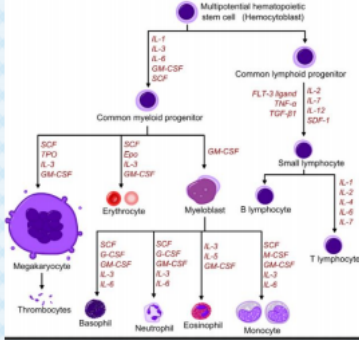 Multipotential hematopoietic
stem cell (Hemocytoblast)
IL-1
IL-3
IL-6
GM-CSF
SCF
Common myeloid progenitor
Common lymphoid progenitor
FLT-3 ligand
TNF-α
TGF-β1
IL-2
IL-7
IL-12
SDF-1
Small lymphocyte
SCF
TPO
IL-3
GM-CSF
Megakaryocyte
Thrombocytes
SCF
Epo
IL-3
GM-CSF
Erythrocyte
GM-CSF
Myeloblast
B lymphocyte
IL-1
IL-2
IL-4
IL-6
IL-7
T lymphocyte
SCF
G-CSF
GM-CSF
IL-3
IL-6
Basophil
SCF
G-CSF
GM-CSF
IL-3
IL-6
Neutrophil
IL-3
IL-5
GM-CSF
Eosinophil
SCF
M-CSF
GM-CSF
IL-3
IL-6
Monocyte